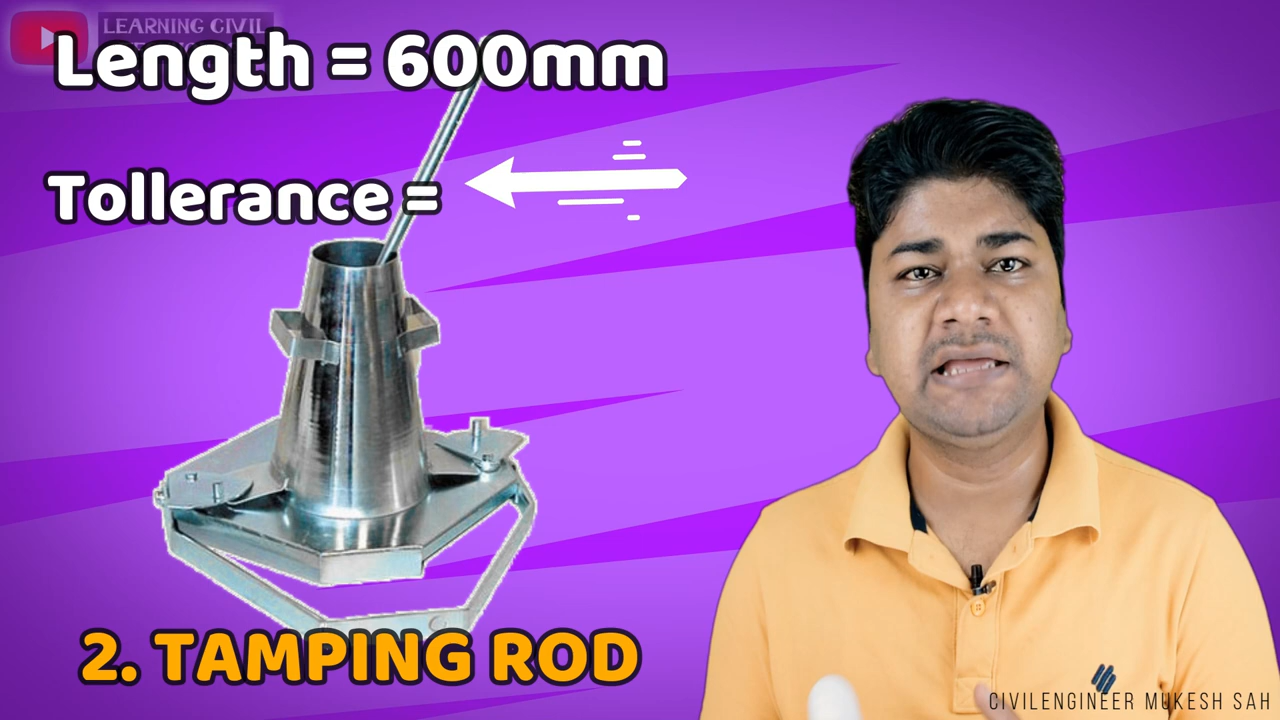 LEARNING CIVIL
Length = 600mm
Tollerance =
2. TAMPING ROD
CIVILENGINEER MUKESH SAH